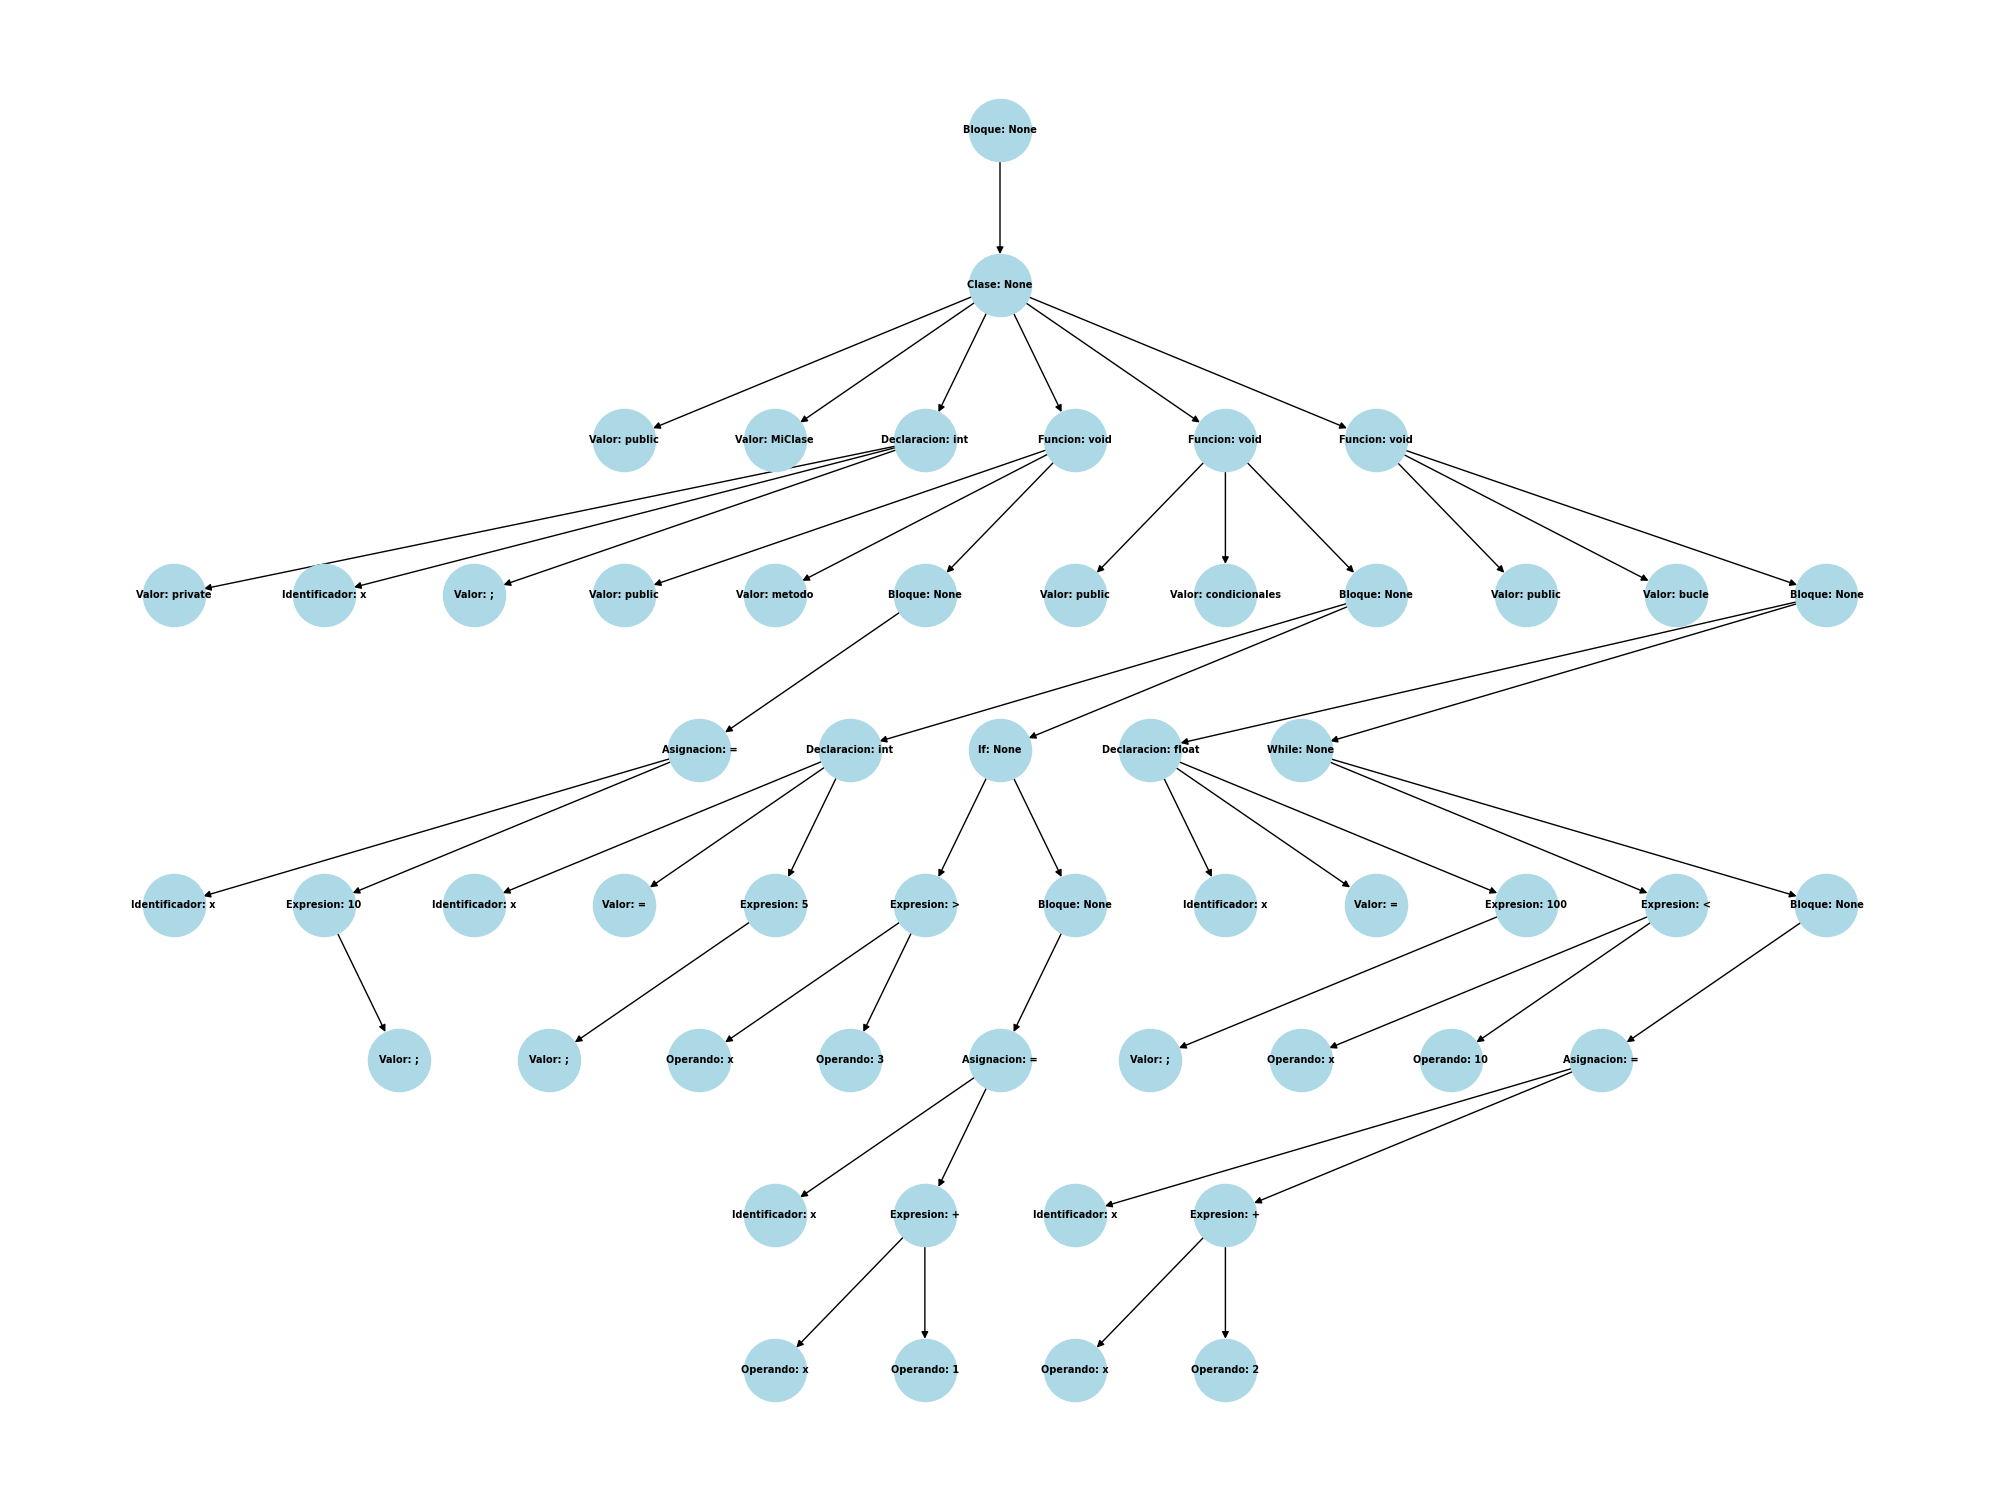 Bloque: None
Clase: None
Valor: public
Valor: MiClase
Declaracion: int
Funcion: void
Funcion: void
Funcion: void
Valor: private
Identificador: x
Valor: ;
Valor: public
Valor: metodo
Bloque: None
Valor: public
Valor: condicionales
Bloque: None
Valor: public
Valor: bucle
Bloque: None
Asignacion: =
Declaracion: int
If: None
Declaracion: float
While: None
Identificador: x
Expresion: 10
Identificador: x
Valor: =
Expresion: 5
Expresion: >
Bloque: None
Identificador: x
Valor: =
Expresion: 100
Expresion: <
Bloque: None
Valor: ;
Valor: ;
Operando: x
Operando: 3
Asignacion: =
Valor: ;
Operando: x
Operando: 10
Asignacion: =
Identificador: x
Expresion: +
Identificador: x
Expresion: +
Operando: x
Operando: 1
Operando: x
Operando: 2